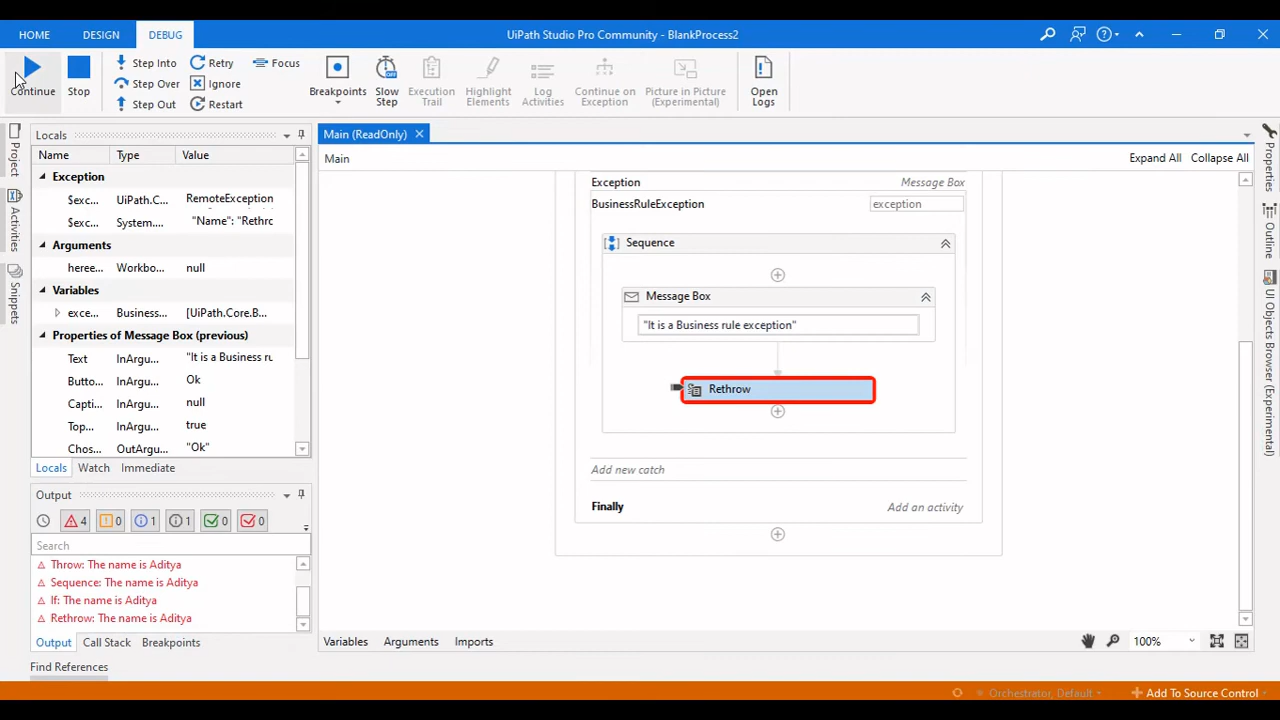 HOME DESIGN DEBUG UiPath Studio Pro Community - BlankProcess2
Continue
Stop
Step Into
Step Over
Step Out
Retry
Ignore
Restart
Focus
Breakpoints
Slow
Step
Execution
Trail
Highlight
Elements
Log
Activities
Continue on
Exception
Picture in Picture
(Experimental)
Open
Logs
Project
Activities
Snippets
Locals
Name Type Value
Exception
$exc... UiPath.C... RemoteException
$exc... System.... "Name": "Rethrc
Arguments
heree... Workbo... null
Variables
exce... Business... [UiPath.Core.B...
Properties of Message Box (previous)
Text InArgu... "It is a Business ru
Butto... InArgu... Ok
Capti... InArgu... null
Top... InArgu... true
Chos... OutArgu... "Ok"
Locals Watch Immediate
Output
4 0 1 1 0 0
Search
Throw: The name is Aditya
Sequence: The name is Aditya
If: The name is Aditya
Rethrow: The name is Aditya
Output Call Stack Breakpoints
Find References
Main (ReadOnly)
Main
Expand All Collapse All
Exception Message Box
BusinessRuleException exception
Sequence
Message Box
"It is a Business rule exception"
Rethrow
Add new catch
Finally Add an activity
Variables Arguments Imports
100%
Properties
Outline
UI Objects Browser (Experimental)
Orchestrator, Default
Add To Source Control